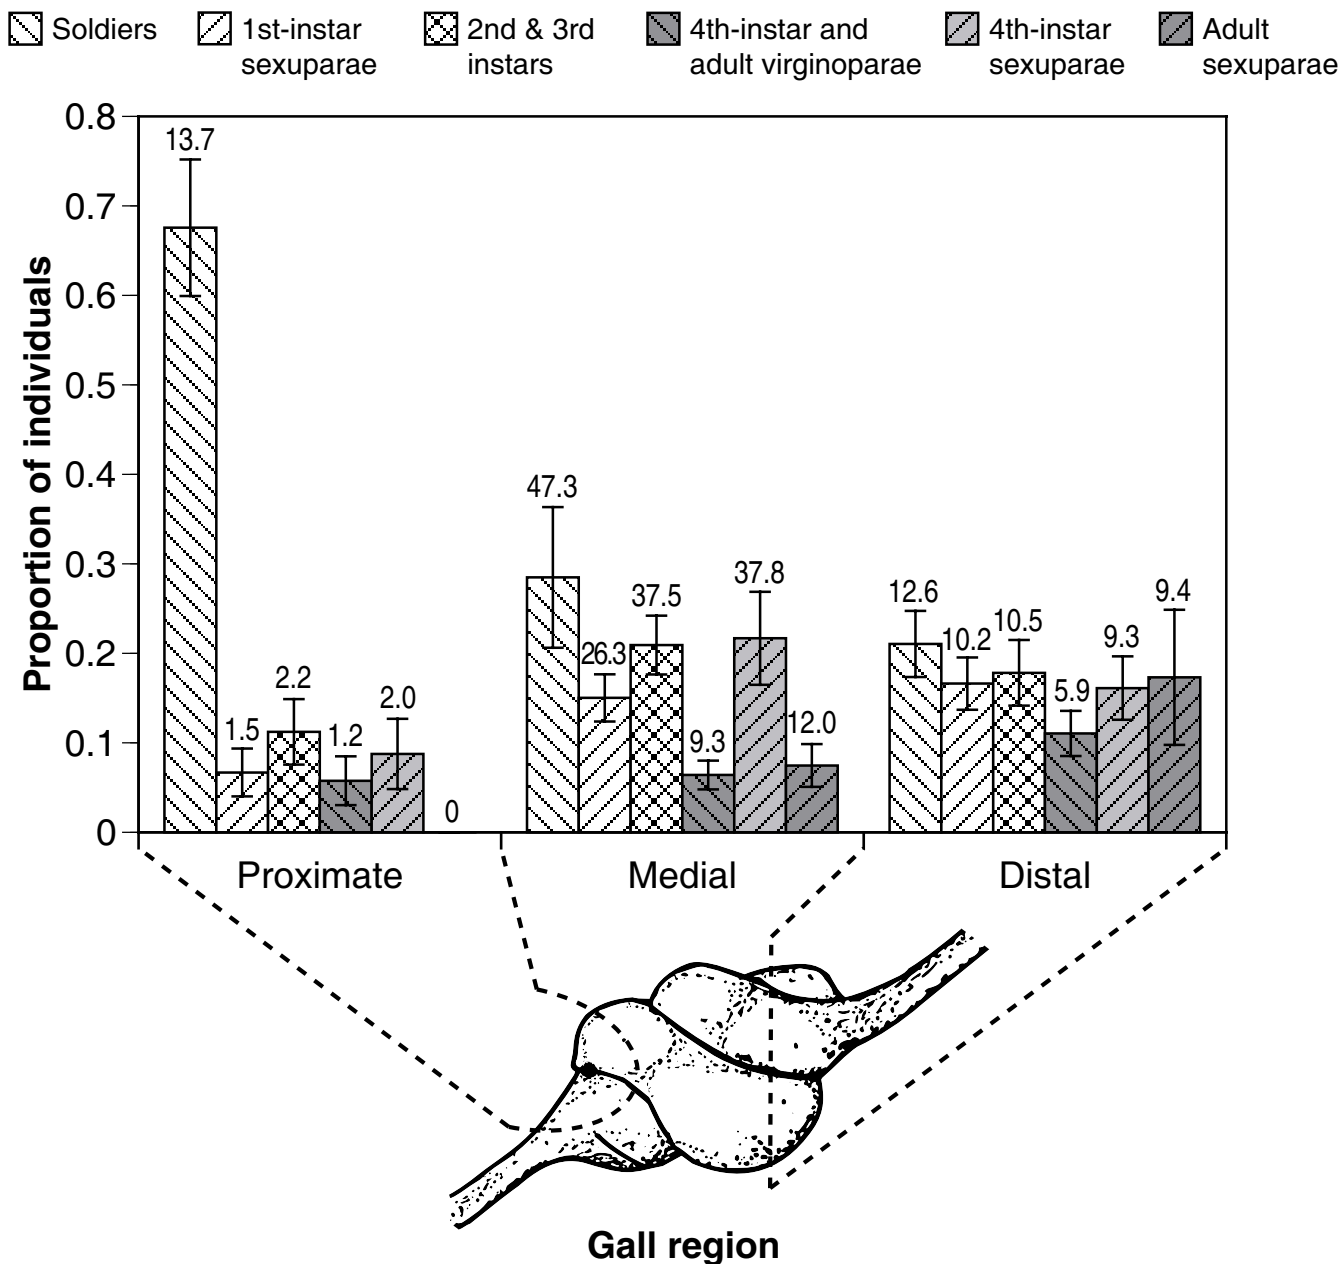 Soldiers
1st-instar
sexuparae
2nd & 3rd
instars
4th-instar and
adult virginoparae
4th-instar
sexuparae
Adult
sexuparae
Proportion of individuals
0.8
0.7
0.6
0.5
0.4
0.3
0.2
0.1
0
13.7
1.5
2.2
1.2
2.0
0
47.3
26.3
37.5
9.3
37.8
12.0
12.6
10.2
10.5
5.9
9.3
9.4
Proximate
Medial
Distal
Gall region